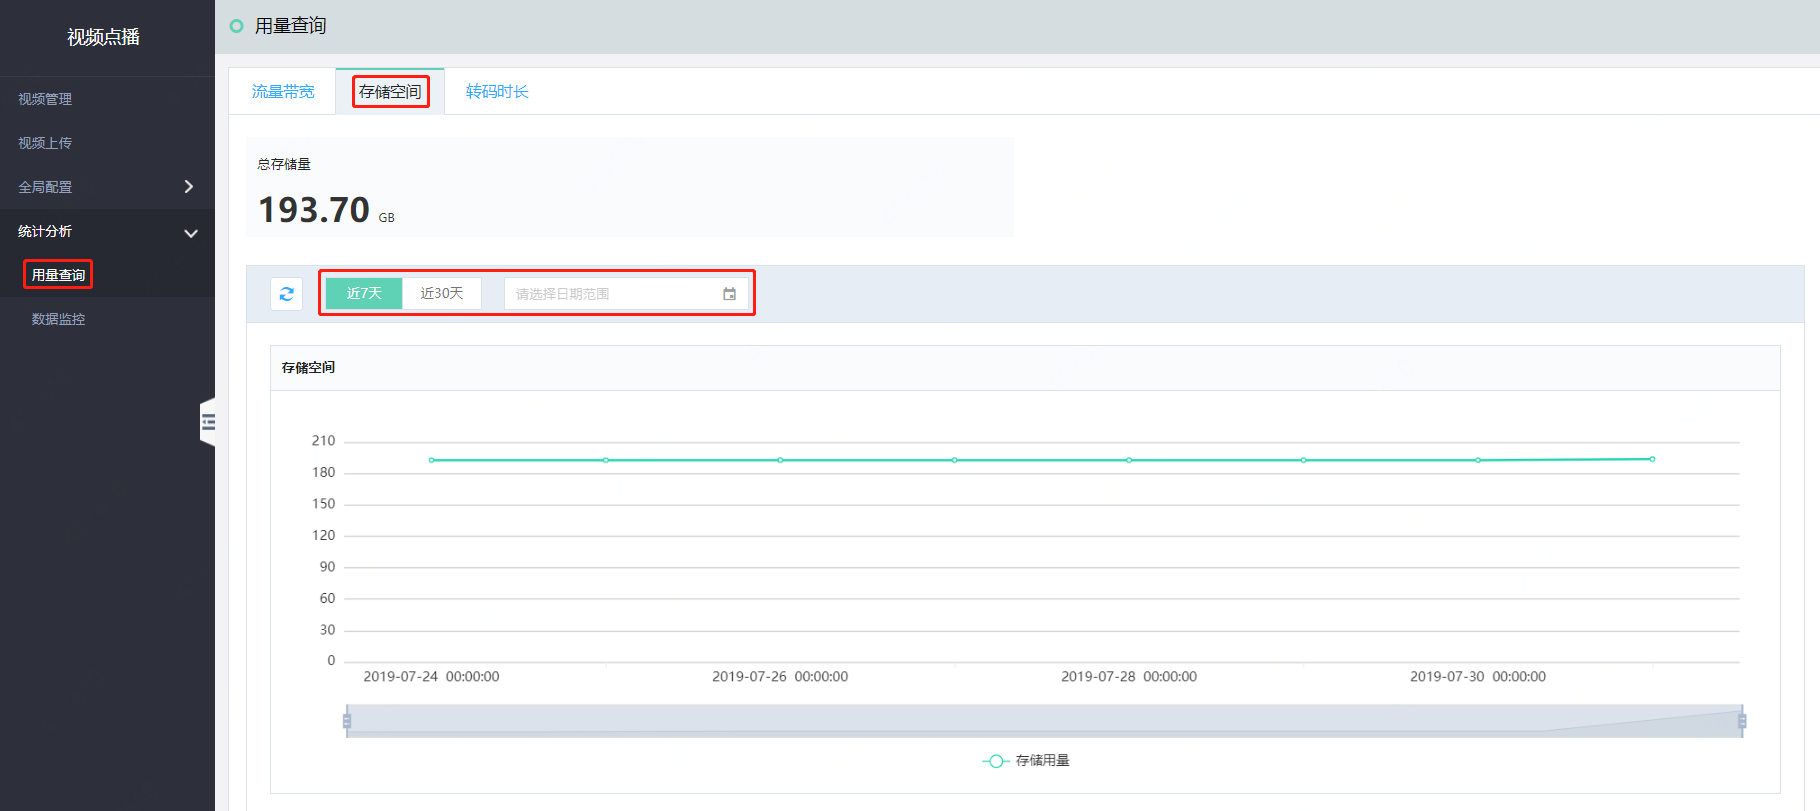 视频点播
视频管理
视频上传
全局配置
统计分析
用量查询
数据监控
用量查询
流量带宽
存储空间
转码时长
总存储量
193.70 GB
近7天
近30天
请选择日期范围
存储空间
210
180
150
120
90
60
30
0
2019-07-24 00:00:00
2019-07-26 00:00:00
2019-07-28 00:00:00
2019-07-30 00:00:00
存储用量